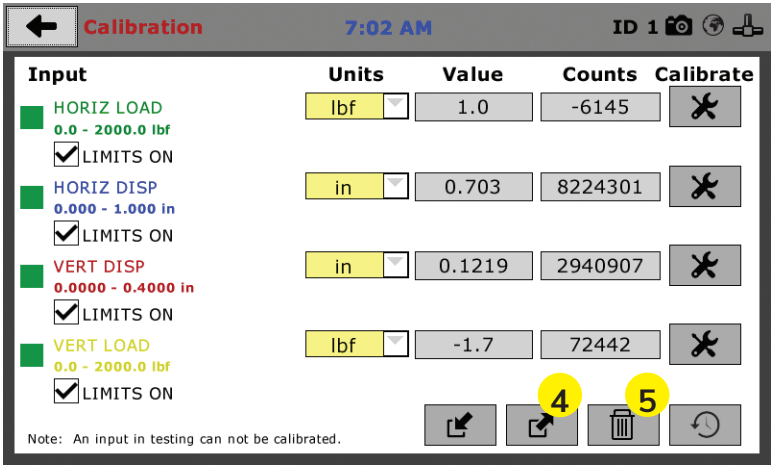 Calibration 7:02 AM ID 1
Input Units Value Counts Calibrate
HORIZ LOAD lbf 1.0 -6145
0.0 - 2000.0 lbf
LIMITS ON
HORIZ DISP in 0.703 8224301
0.000 - 1.000 in
LIMITS ON
VERT DISP in 0.1219 2940907
0.0000 - 0.4000 in
LIMITS ON
VERT LOAD lbf -1.7 72442
0.0 - 2000.0 lbf
LIMITS ON
4 5
Note: An input in testing can not be calibrated.